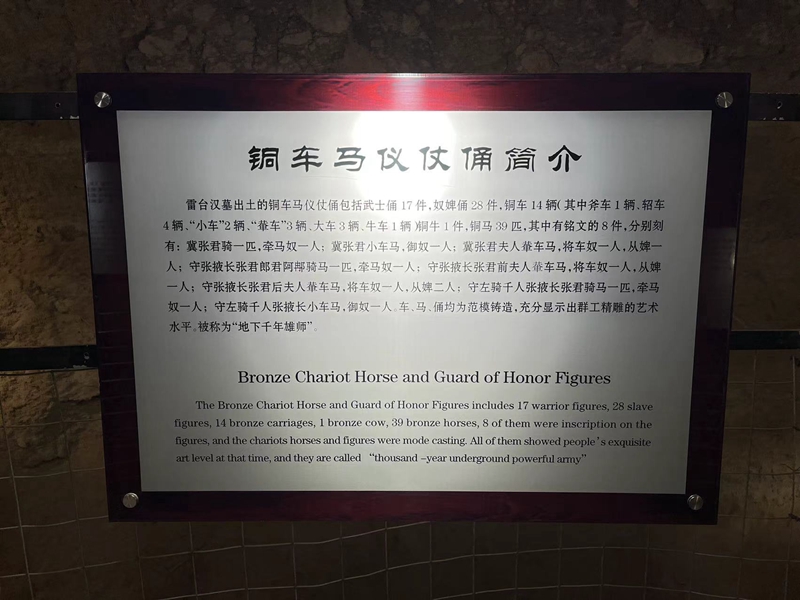 铜车马仪仗俑简介
雷台汉墓出土的铜车马仪仗俑包括武士俑17件,奴婢俑28件,铜车14辆(其中斧车1辆、轺车
4辆、“小车”2辆、“辇车”3辆、大车3辆、牛车1辆)铜牛1件,铜马39匹,其中有铭文的8件,分别刻
有：冀张君骑一匹,牵马奴一人；冀张君小车马,御奴一人；冀张君夫人辇车马,将车奴一人,从婢一
人；守张掖长张君郎君阿郍骑马一匹,牵马奴一人；守张掖长张君前夫人辇车马,将车奴一人,从婢
一人；守张掖长张君后夫人辇车马,将车奴一人,从婢二人；守左骑千人张掖长张君骑马一匹,牵马
奴一人；守左骑千人张掖长小车马,御奴一人。车、马、俑均为范模铸造,充分显示出群工精雕的艺术
水平。被称为“地下千年雄师”。
Bronze Chariot Horse and Guard of Honor Figures
The Bronze Chariot Horse and Guard of Honor Figures includes 17 warrior figures, 28 slave
figures, 14 bronze carriages, 1 bronze cow, 39 bronze horses, 8 of them were inscription on the
figures, and the chariots horses and figures were mode casting. All of them showed people's exquisite
art level at that time, and they are called “thousand –year underground powerful army”